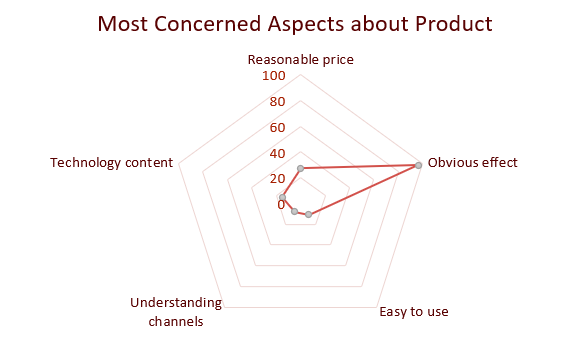 Most Concerned Aspects about Product
Reasonable price
100
80
60
40
20
0
Technology content
Obvious effect
Understanding
channels
Easy to use